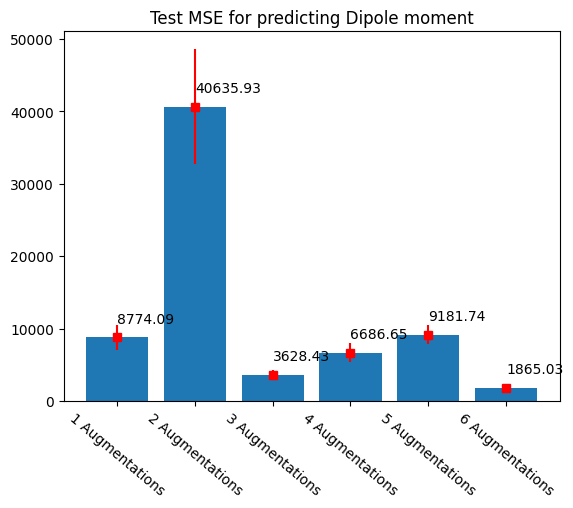 Test MSE for predicting Dipole moment
50000
40000
30000
20000
10000
0
8774.09
40635.93
3628.43
6686.65
9181.74
1865.03
1 Augmentations
2 Augmentations
3 Augmentations
4 Augmentations
5 Augmentations
6 Augmentations